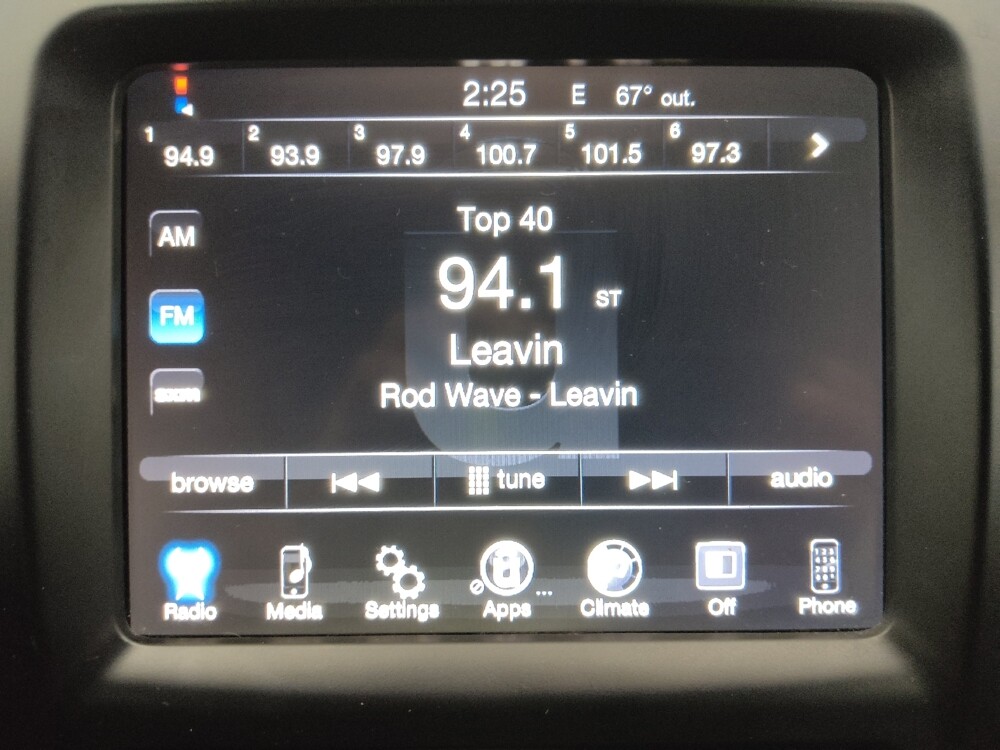 2:25 E 67° out.
1 94.9 2 93.9 3 97.9 4 100.7 5 101.5 6 97.3
Top 40
AM
94.1 ST
FM
Leavin
Rod Wave - Leavin
browse tune audio
Radio Media Settings Apps ... Climate Off Phone